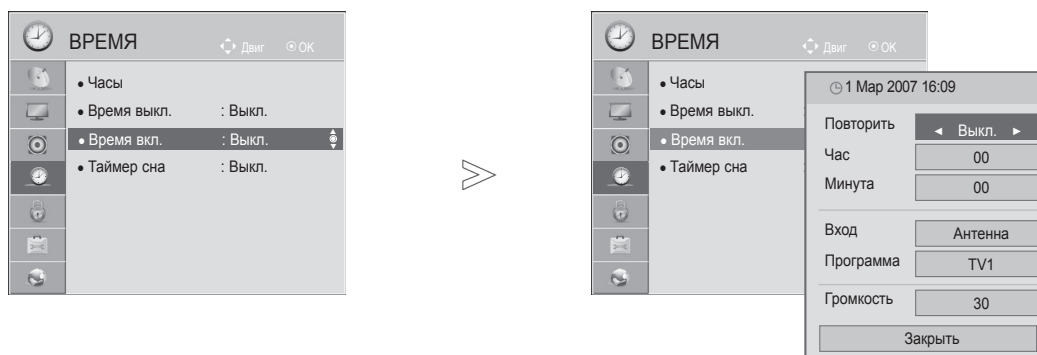 ВРЕМЯ Двиг ОК
• Часы
• Время выкл. : Выкл.
• Время вкл. : Выкл.
• Таймер сна : Выкл.
ВРЕМЯ Двиг ОК
• Часы
• Время выкл. :
• Время вкл.
• Таймер сна :
1 Мар 2007 16:09
Повторить ◄ Выкл. ►
Час 00
Минута 00
Вход Антенна
Программа TV1
Громкость 30
Закрыть